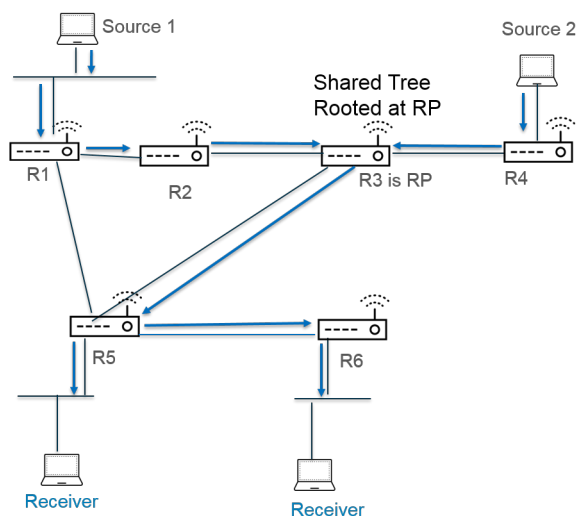 Source 1
Source 2
Shared Tree
Rooted at RP
R1
R2
R3 is RP
R4
R5
R6
Receiver
Receiver